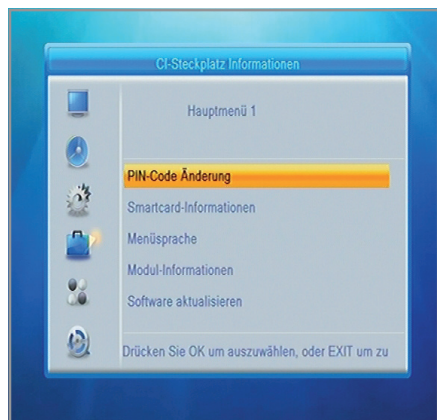 CI-Steckplatz Informationen
Hauptmenü 1
PIN-Code Änderung
Smartcard-Informationen
Menüsprache
Modul-Informationen
Software aktualisieren
Drücken Sie OK um auszuwählen, oder EXIT um zu